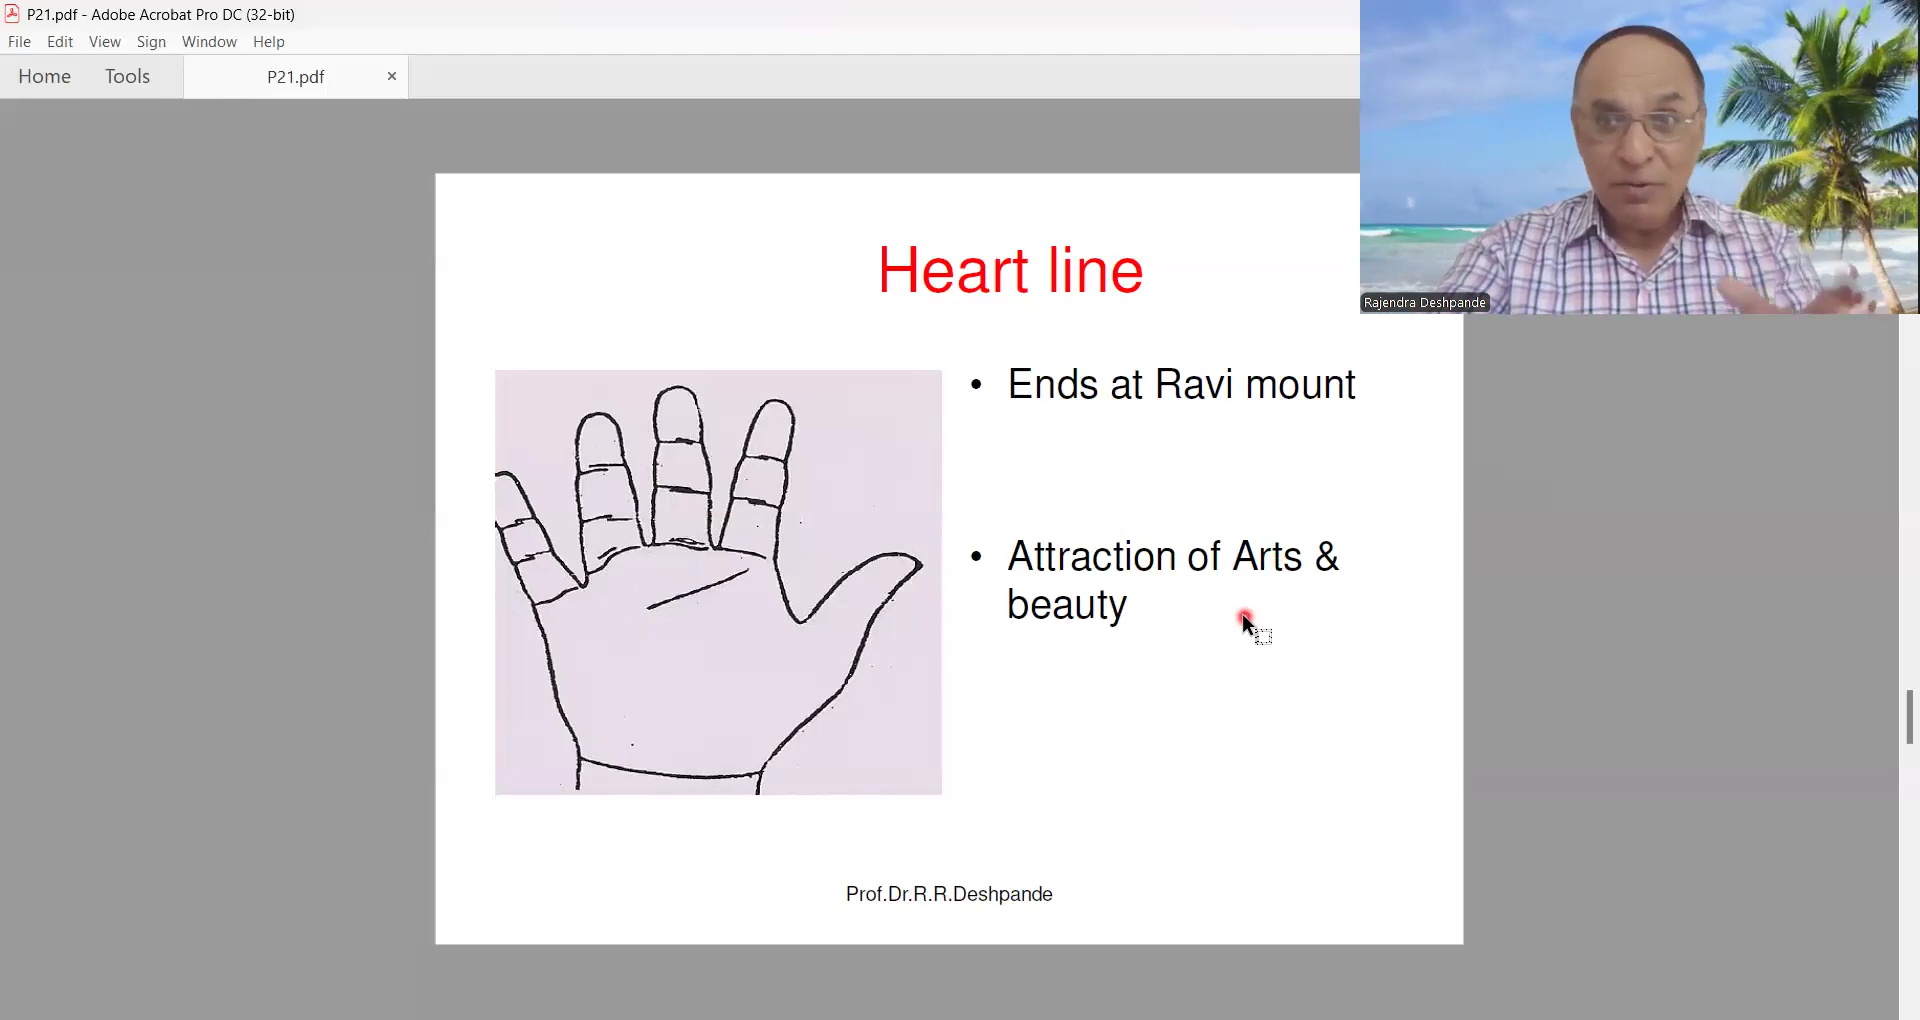 P21.pdf - Adobe Acrobat Pro DC (32-bit)
File Edit View Sign Window Help
Home Tools P21.pdf ×
Rajendra Deshpande
Heart line
• Ends at Ravi mount
• Attraction of Arts &
beauty
Prof.Dr.R.R.Deshpande